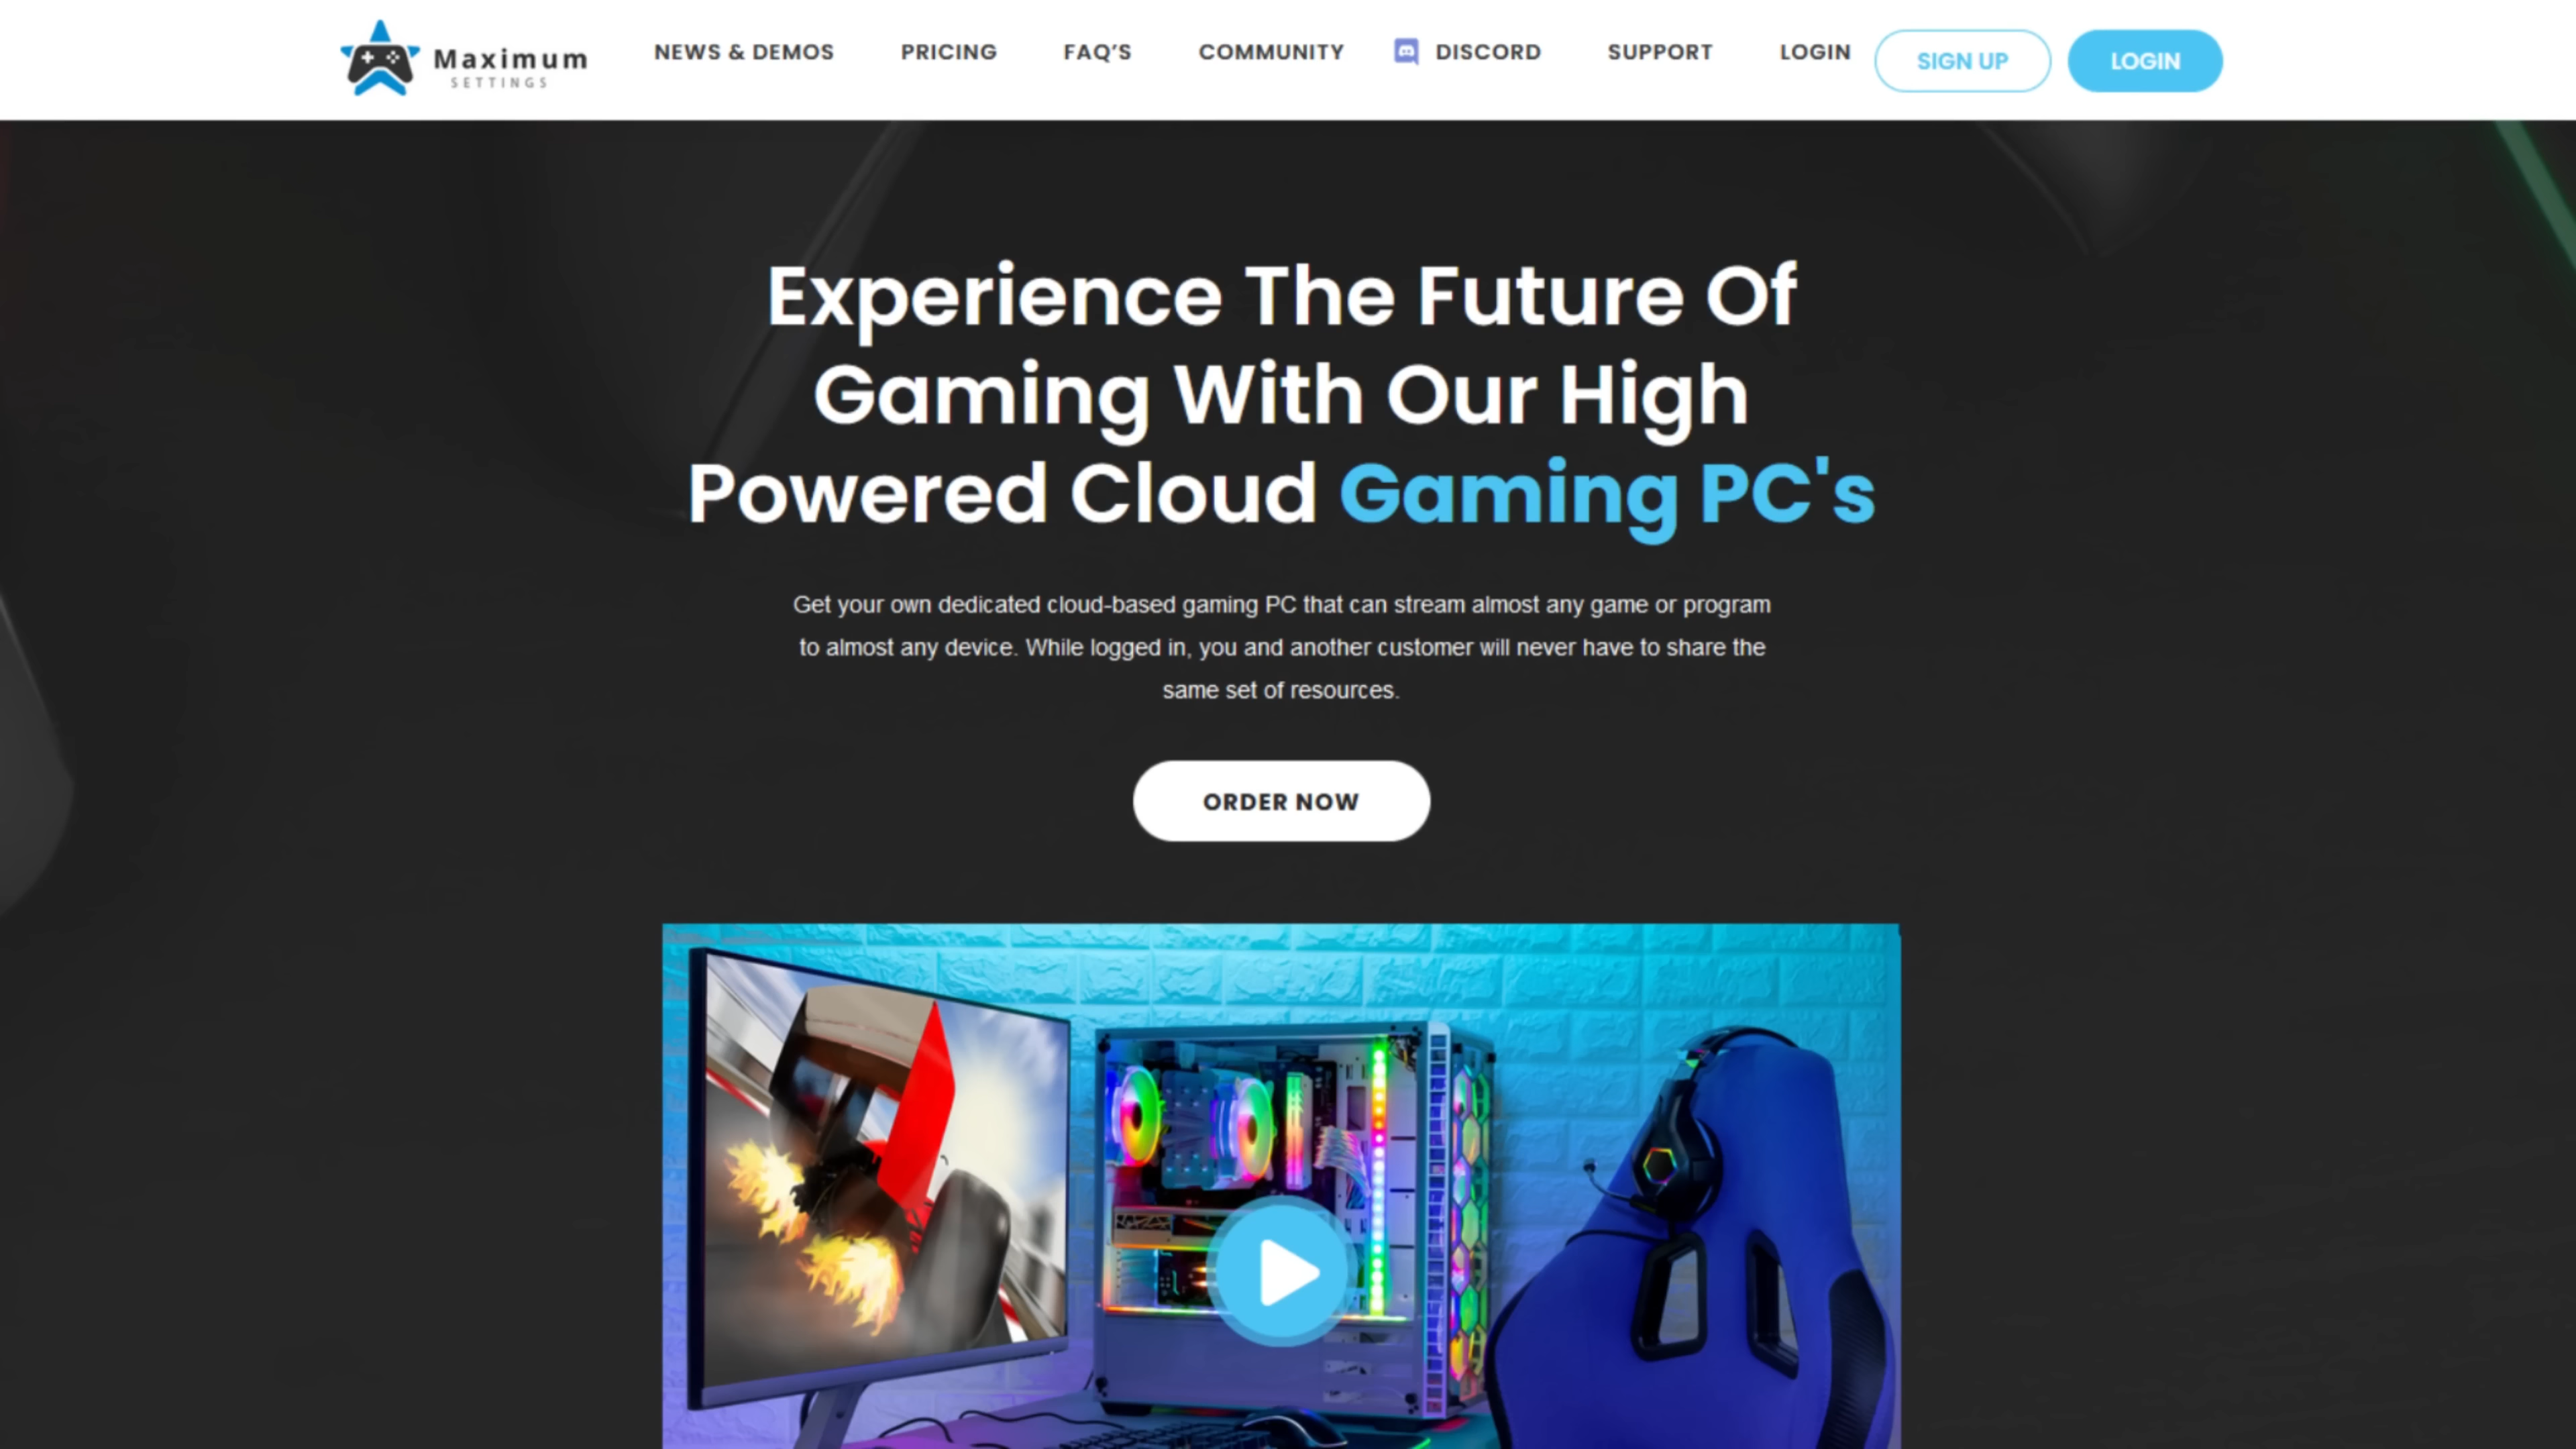 Maximum
SETTINGS
NEWS & DEMOS
PRICING
FAQ'S
COMMUNITY
DISCORD
SUPPORT
LOGIN
SIGN UP
LOGIN
Experience The Future Of
Gaming With Our High
Powered Cloud Gaming PC's
Get your own dedicated cloud-based gaming PC that can stream almost any game or program
to almost any device. While logged in, you and another customer will never have to share the
same set of resources.
ORDER NOW